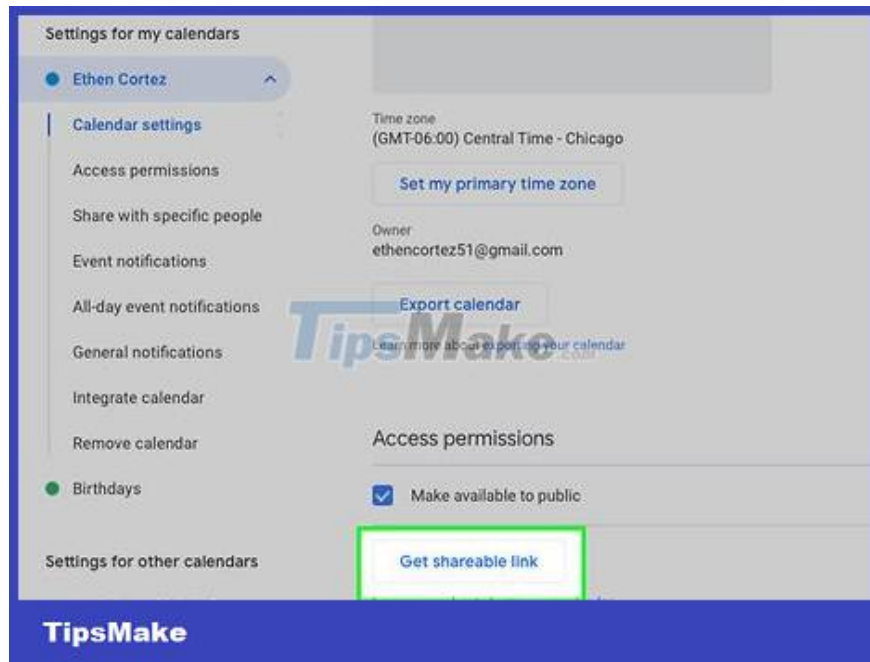 Settings for my calendars
Ethen Cortez
Calendar settings
Access permissions
Share with specific people
Event notifications
All-day event notifications
General notifications
Integrate calendar
Remove calendar
Birthdays
Settings for other calendars
Time zone
(GMT-06:00) Central Time - Chicago
Set my primary time zone
Owner
ethencortez51@gmail.com
Export calendar
Learn more about exporting your calendar
TipsMake.com
Access permissions
Make available to public
Get shareable link
TipsMake